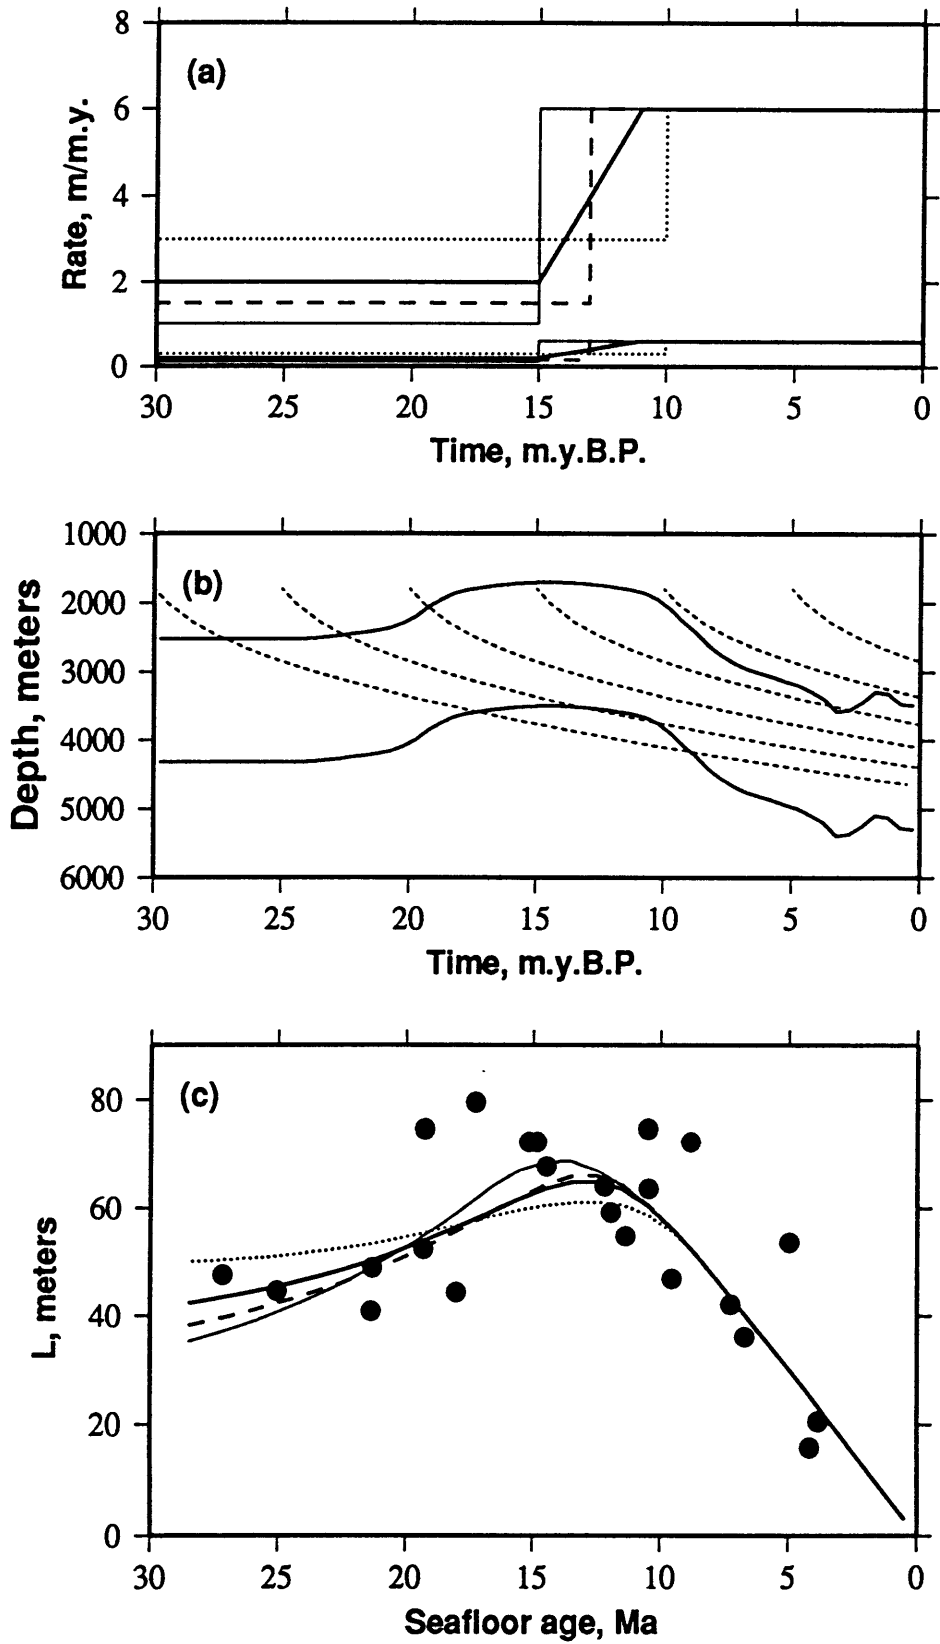 8
(a)
6
Rate, m/m.y.
4
2
0
30 25 20 15 10 5 0
Time, m.y.B.P.
1000
(b)
2000
Depth, meters
3000
4000
5000
6000
30 25 20 15 10 5 0
Time, m.y.B.P.
(c)
80
60
L, meters
40
20
0
30 25 20 15 10 5 0
Seafloor age, Ma